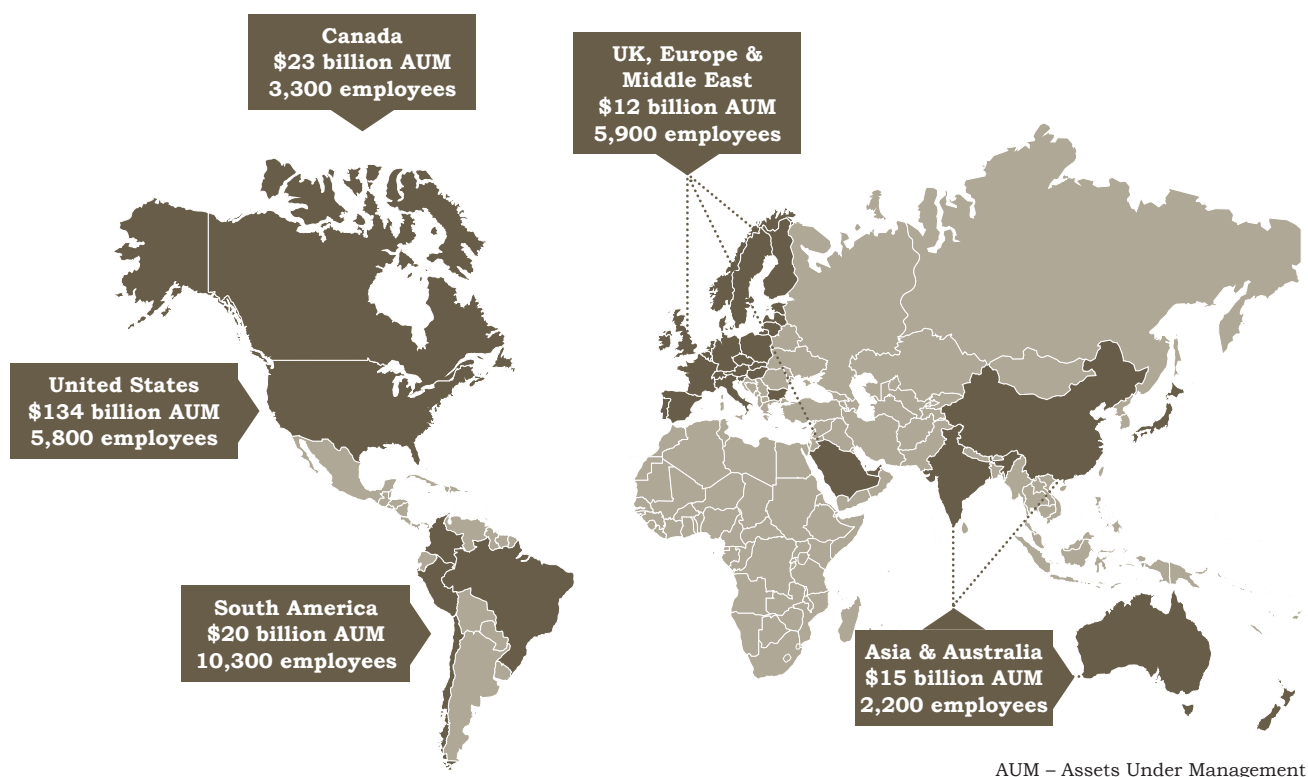 Canada
$23 billion AUM
3,300 employees
UK, Europe &
Middle East
$12 billion AUM
5,900 employees
United States
$134 billion AUM
5,800 employees
South America
$20 billion AUM
10,300 employees
Asia & Australia
$15 billion AUM
2,200 employees
AUM – Assets Under Management